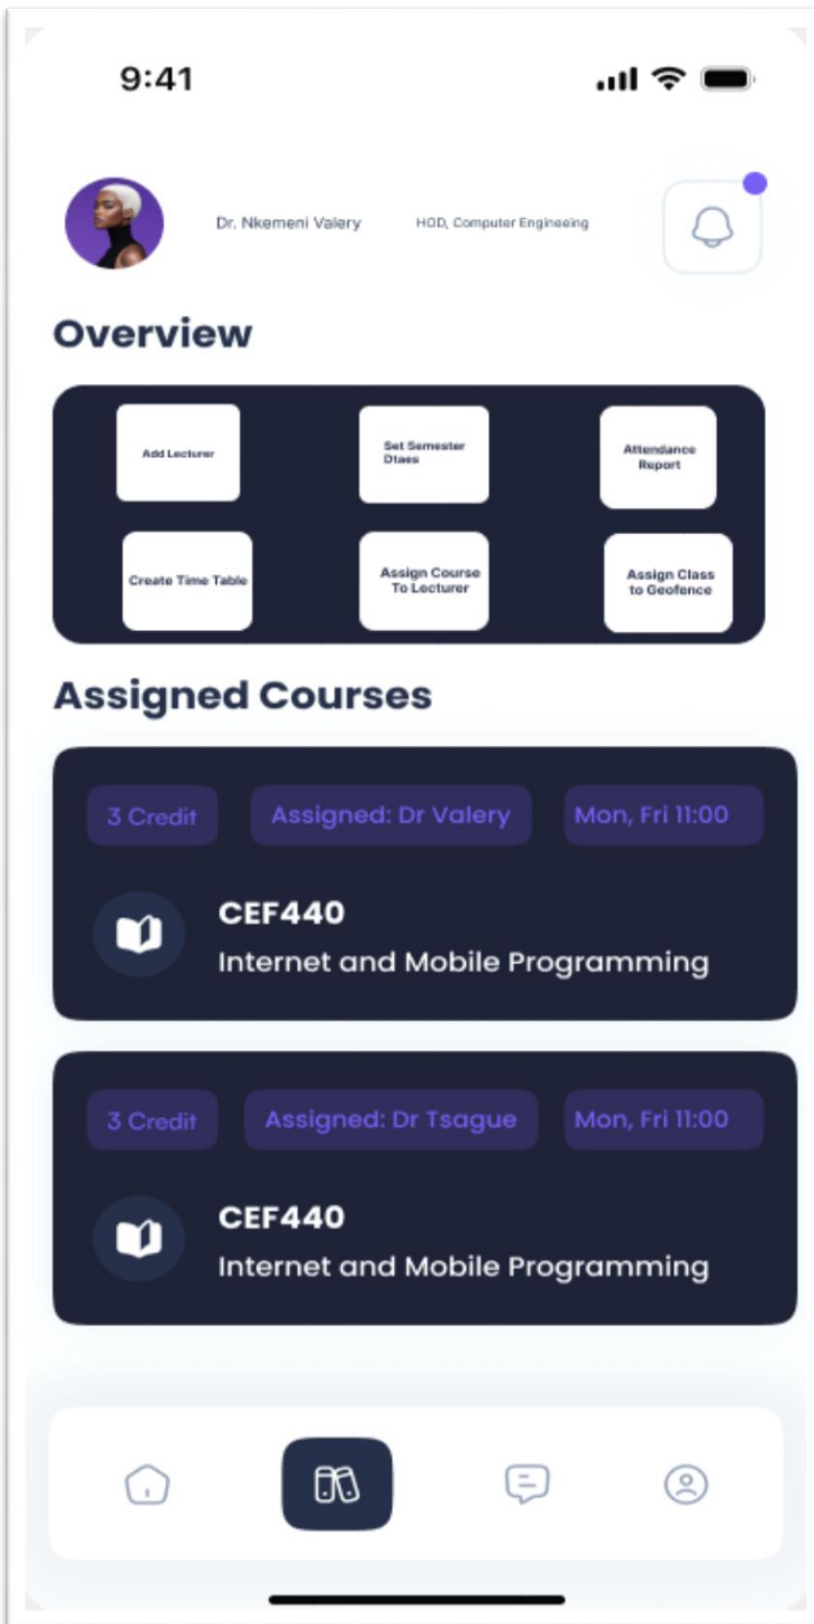 9:41
Dr. Nkemeni Valery
HOD, Computer Engineeing
Overview
Add Lecturer
Set Semester
Dtaes
Attendance
Report
Create Time Table
Assign Course
To Lecturer
Assign Class
to Geofence
Assigned Courses
3 Credit
Assigned: Dr Valery
Mon, Fri 11:00
CEF440
Internet and Mobile Programming
3 Credit
Assigned: Dr Tsague
Mon, Fri 11:00
CEF440
Internet and Mobile Programming